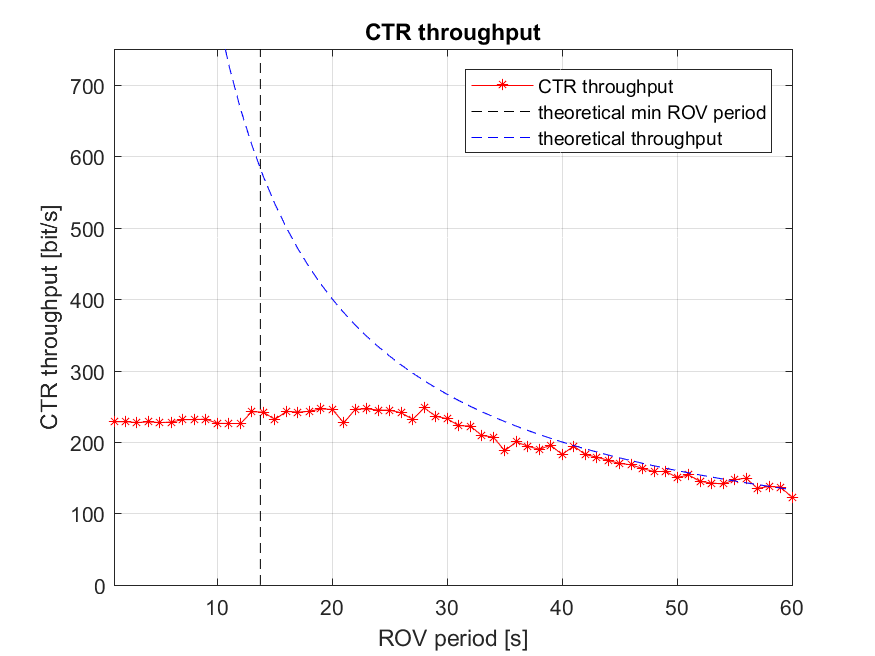 CTR throughput
CTR throughput
theoretical min ROV period
theoretical throughput
CTR throughput [bit/s]
700
600
500
400
300
200
100
0
10 20 30 40 50 60
ROV period [s]